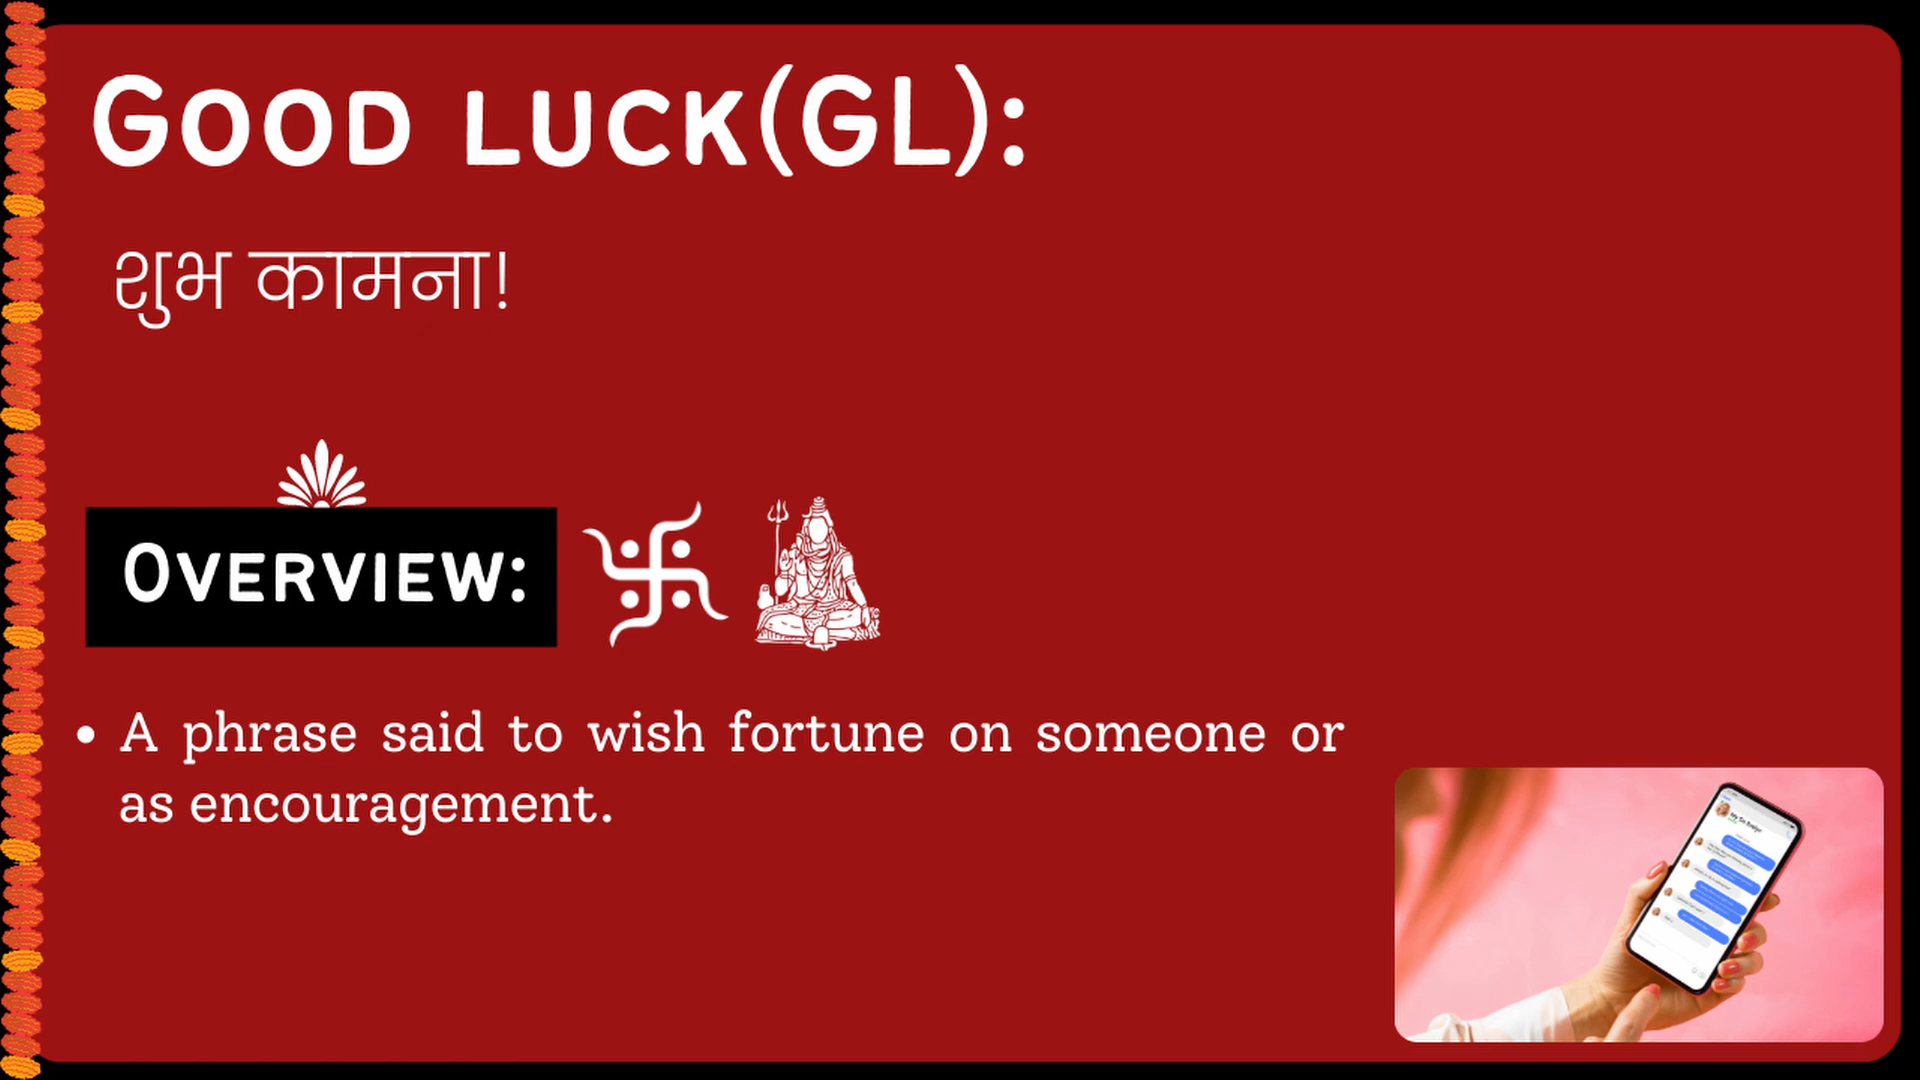 Good luck(GL):
शुभ कामना!
Overview:
• A phrase said to wish fortune on someone or
as encouragement.